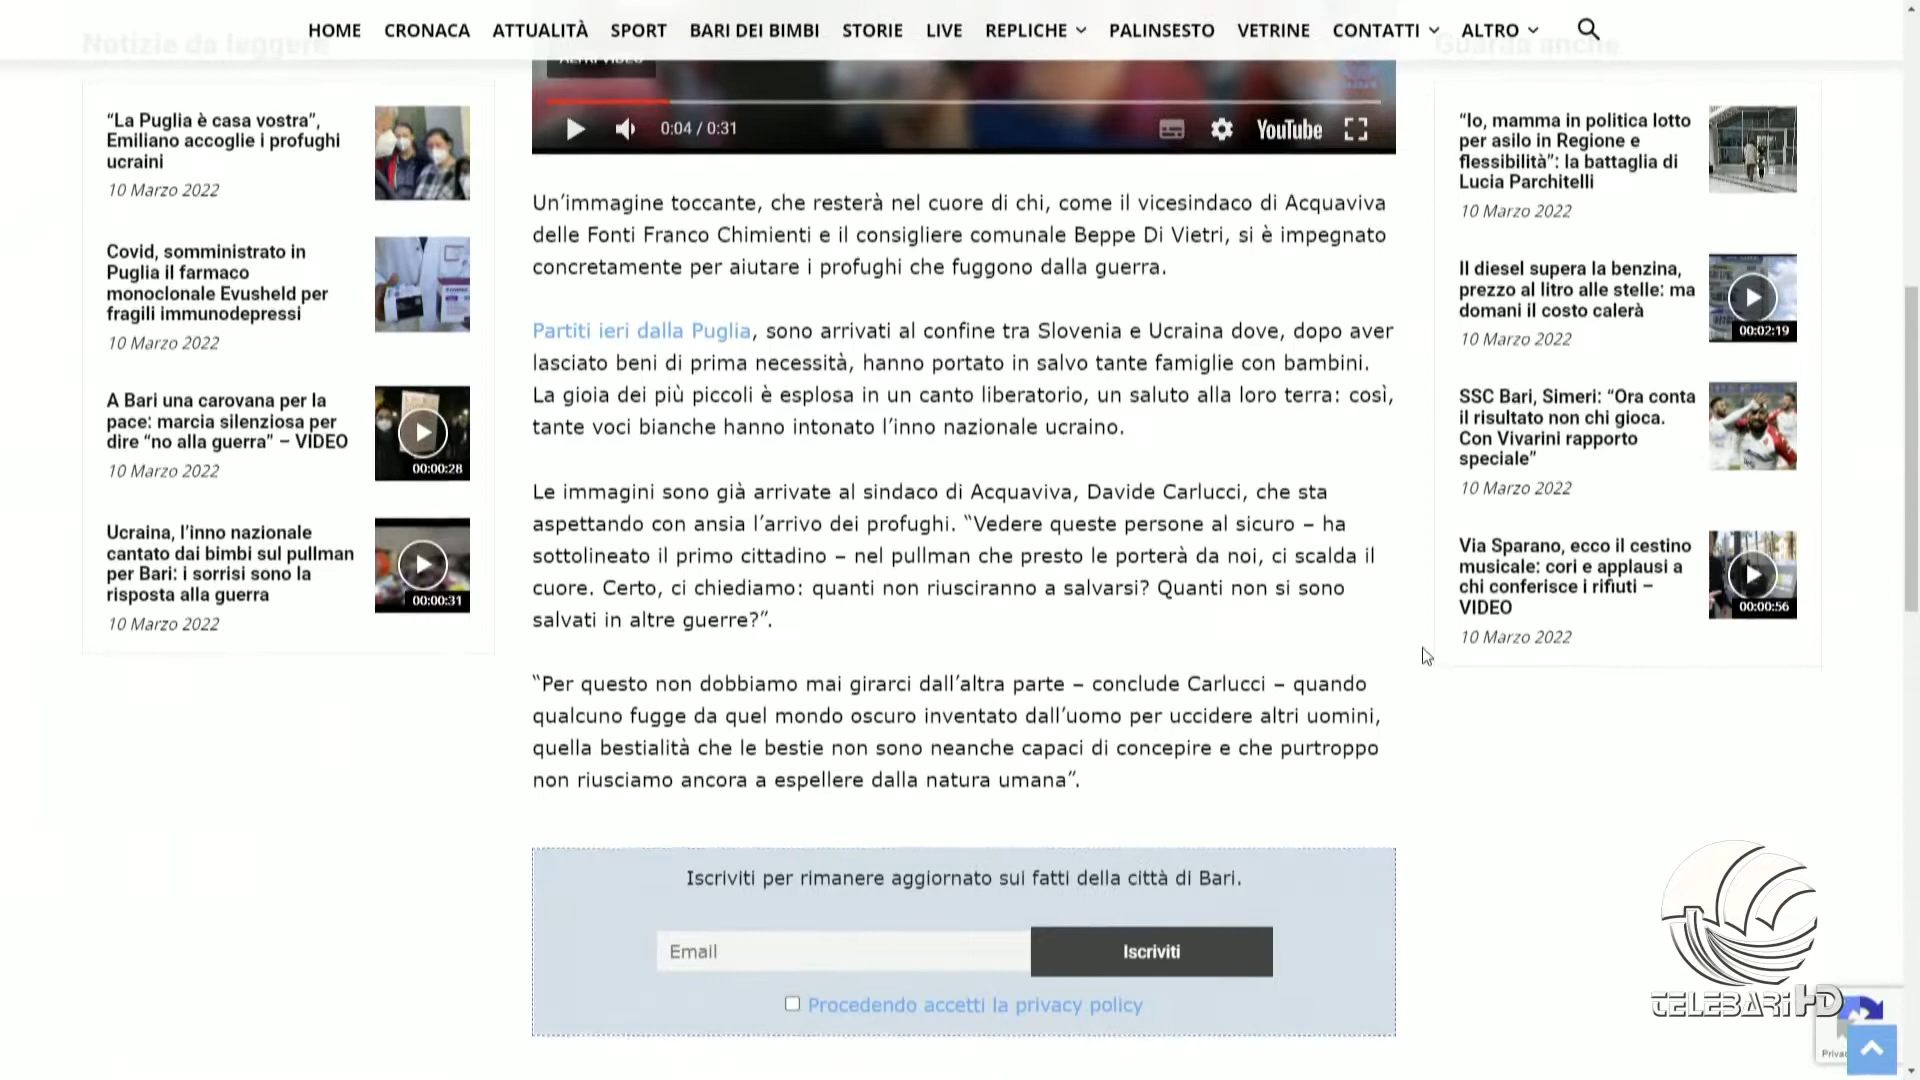 HOME CRONACA ATTUALITÀ SPORT BARI DEI BIMBI STORIE LIVE REPLICHE PALINSESTO VETRINE CONTATTI ALTRO
Notizie da leggere
“La Puglia è casa vostra”,
Emiliano accoglie i profughi
ucraini
10 Marzo 2022
Covid, somministrato in
Puglia il farmaco
monoclonale Evusheld per
fragili immunodepressi
10 Marzo 2022
A Bari una carovana per la
pace: marcia silenziosa per
dire “no alla guerra” – VIDEO
10 Marzo 2022
00:00:28
Ucraina, l’inno nazionale
cantato dai bimbi sul pullman
per Bari: i sorrisi sono la
risposta alla guerra
10 Marzo 2022
00:00:31
ALTRI VIDEO
0:04 / 0:31
YouTube
Un’immagine toccante, che resterà nel cuore di chi, come il vicesindaco di Acquaviva
delle Fonti Franco Chimienti e il consigliere comunale Beppe Di Vietri, si è impegnato
concretamente per aiutare i profughi che fuggono dalla guerra.
Partiti ieri dalla Puglia, sono arrivati al confine tra Slovenia e Ucraina dove, dopo aver
lasciato beni di prima necessità, hanno portato in salvo tante famiglie con bambini.
La gioia dei più piccoli è esplosa in un canto liberatorio, un saluto alla loro terra: così,
tante voci bianche hanno intonato l’inno nazionale ucraino.
Le immagini sono già arrivate al sindaco di Acquaviva, Davide Carlucci, che sta
aspettando con ansia l’arrivo dei profughi. “Vedere queste persone al sicuro – ha
sottolineato il primo cittadino – nel pullman che presto le porterà da noi, ci scalda il
cuore. Certo, ci chiediamo: quanti non riusciranno a salvarsi? Quanti non si sono
salvati in altre guerre?”.
“Per questo non dobbiamo mai girarci dall’altra parte – conclude Carlucci – quando
qualcuno fugge da quel mondo oscuro inventato dall’uomo per uccidere altri uomini,
quella bestialità che le bestie non sono neanche capaci di concepire e che purtroppo
non riusciamo ancora a espellere dalla natura umana”.
Iscriviti per rimanere aggiornato sui fatti della città di Bari.
Email
Iscriviti
Procedendo accetti la privacy policy
Guarda anche
“Io, mamma in politica lotto
per asilo in Regione e
flessibilità”: la battaglia di
Lucia Parchitelli
10 Marzo 2022
Il diesel supera la benzina,
prezzo al litro alle stelle: ma
domani il costo calerà
10 Marzo 2022
00:02:19
SSC Bari, Simeri: “Ora conta
il risultato non chi gioca.
Con Vivarini rapporto
speciale”
10 Marzo 2022
Via Sparano, ecco il cestino
musicale: cori e applausi a
chi conferisce i rifiuti –
VIDEO
10 Marzo 2022
00:00:56
TELEBARI HD